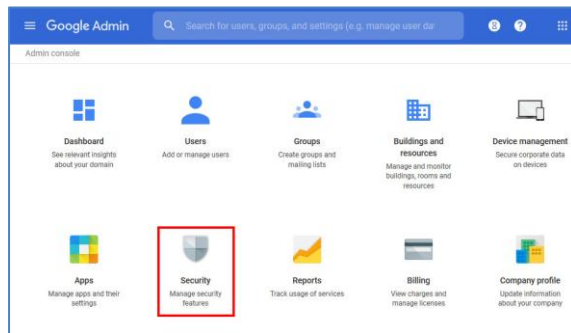 Google Admin
Search for users, groups, and settings (e.g. manage user dat
8 ?
Admin console
Dashboard
See relevant insights
about your domain
Users
Add or manage users
Groups
Create groups and
mailing lists
Buildings and
resources
Manage and monitor
buildings, rooms and
resources
Device management
Secure corporate data
on devices
Apps
Manage apps and their
settings
Security
Manage security
features
Reports
Track usage of services
Billing
View charges and
manage licenses
Company profile
Update information
about your company